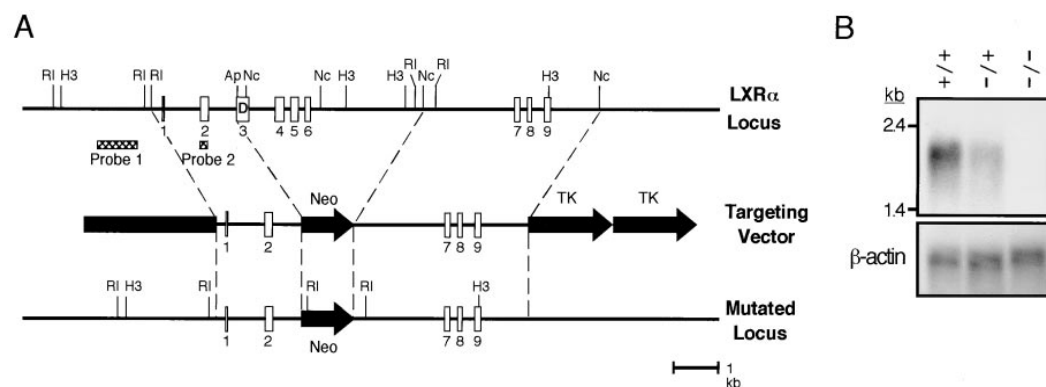 A
RI H3 RI RI Ap Nc Nc H3 H3 RI Nc RI H3 Nc
LXRα
Locus
D
1 2 3 4 5 6 7 8 9
Probe 1 Probe 2
Neo TK TK
Targeting
Vector
1 2 7 8 9
RI H3 RI RI RI H3
Mutated
Locus
1 2 Neo 7 8 9
1
kb
B
+/+ -/+ -/-
kb
2.4
1.4
β-actin